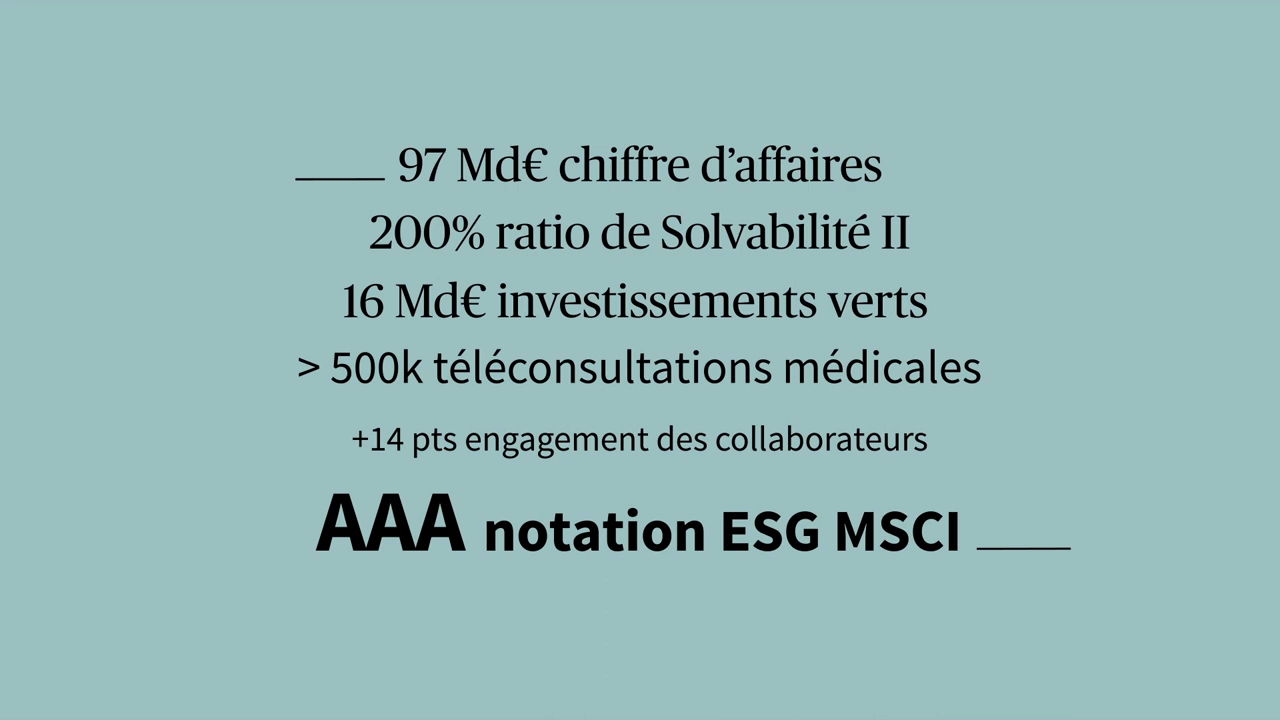 97 Md€ chiffre d’affaires
200% ratio de Solvabilité II
16 Md€ investissements verts
> 500k téléconsultations médicales
+14 pts engagement des collaborateurs
AAA notation ESG MSCI